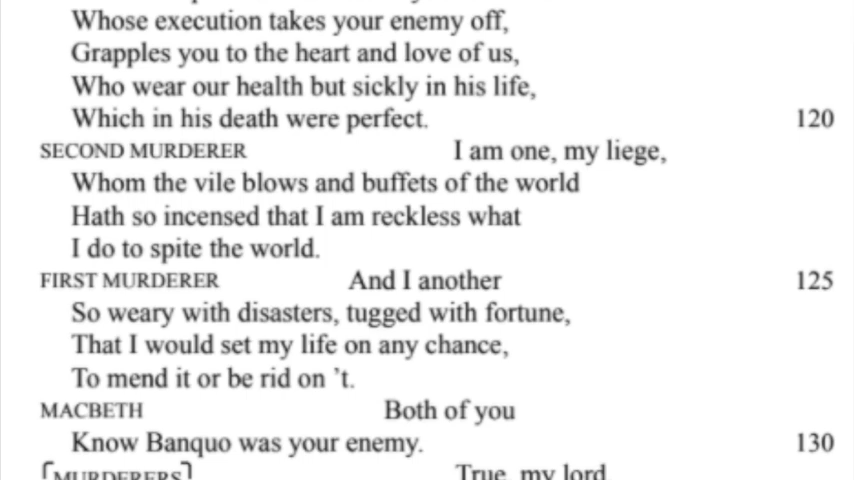 Whose execution takes your enemy off,
Grapples you to the heart and love of us,
Who wear our health but sickly in his life,
Which in his death were perfect. 120
SECOND MURDERER I am one, my liege,
Whom the vile blows and buffets of the world
Hath so incensed that I am reckless what
I do to spite the world.
FIRST MURDERER And I another 125
So weary with disasters, tugged with fortune,
That I would set my life on any chance,
To mend it or be rid on ’t.
MACBETH Both of you
Know Banquo was your enemy. 130
⌜MURDERERS⌝ True, my lord